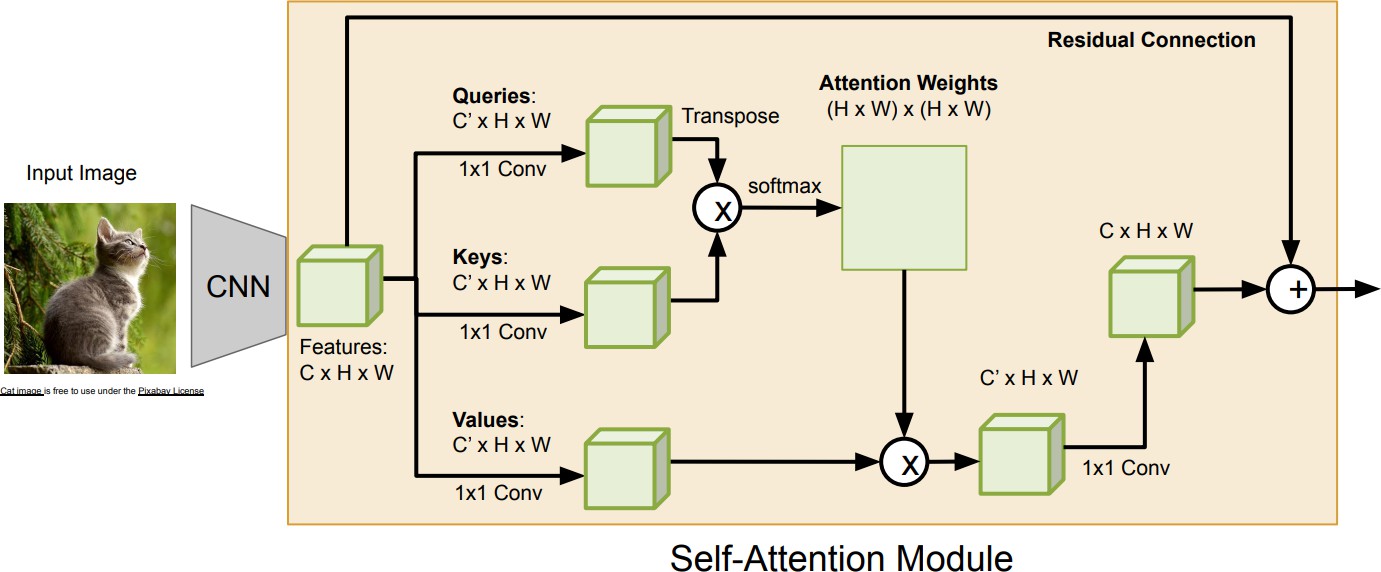 Residual Connection
Attention Weights
(H x W) x (H x W)
Queries:
C’ x H x W
Transpose
1x1 Conv
Input Image
softmax
X
C x H x W
Keys:
C’ x H x W
CNN
+
1x1 Conv
Features:
C x H x W
C’ x H x W
Cat image is free to use under the Pixabay License
Values:
C’ x H x W
X
1x1 Conv
1x1 Conv
Self-Attention Module